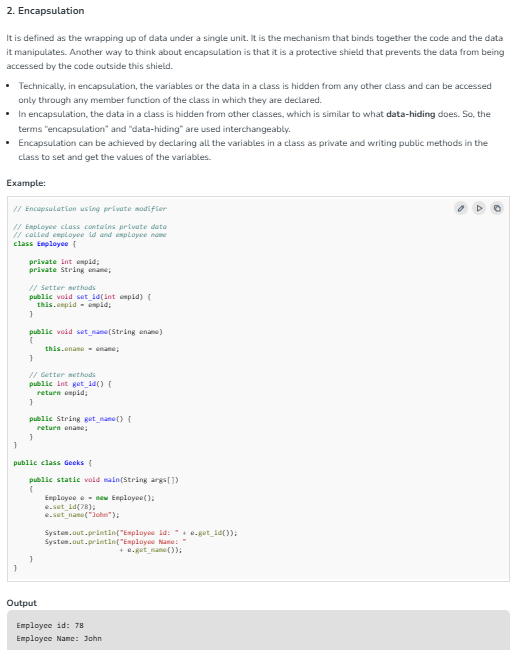 2. Encapsulation
It is defined as the wrapping up of data under a single unit. It is the mechanism that binds together the code and the data
it manipulates. Another way to think about encapsulation is that it is a protective shield that prevents the data from being
accessed by the code outside this shield.
• Technically, in encapsulation, the variables or the data in a class is hidden from any other class and can be accessed
only through any member function of the class in which they are declared.
• In encapsulation, the data in a class is hidden from other classes, which is similar to what data-hiding does. So, the
terms "encapsulation" and "data-hiding" are used interchangeably.
• Encapsulation can be achieved by declaring all the variables in a class as private and writing public methods in the
class to set and get the values of the variables.
Example:
// Encapsulation using private modifier
// Employee class contains private data
// called employee id and employee name
class Employee {
private int empid;
private String ename;
// Setter methods
public void set_id(int empid) {
this.empid = empid;
}
public void set_name(String ename)
{
this.ename = ename;
}
// Getter methods
public int get_id() {
return empid;
}
public String get_name() {
return ename;
}
}
public class Geeks {
public static void main(String args[])
{
Employee e = new Employee();
e.set_id(78);
e.set_name("John");
System.out.println("Employee id: " + e.get_id());
System.out.println("Employee Name: "
+ e.get_name());
}
}
Output
Employee id: 78
Employee Name: John